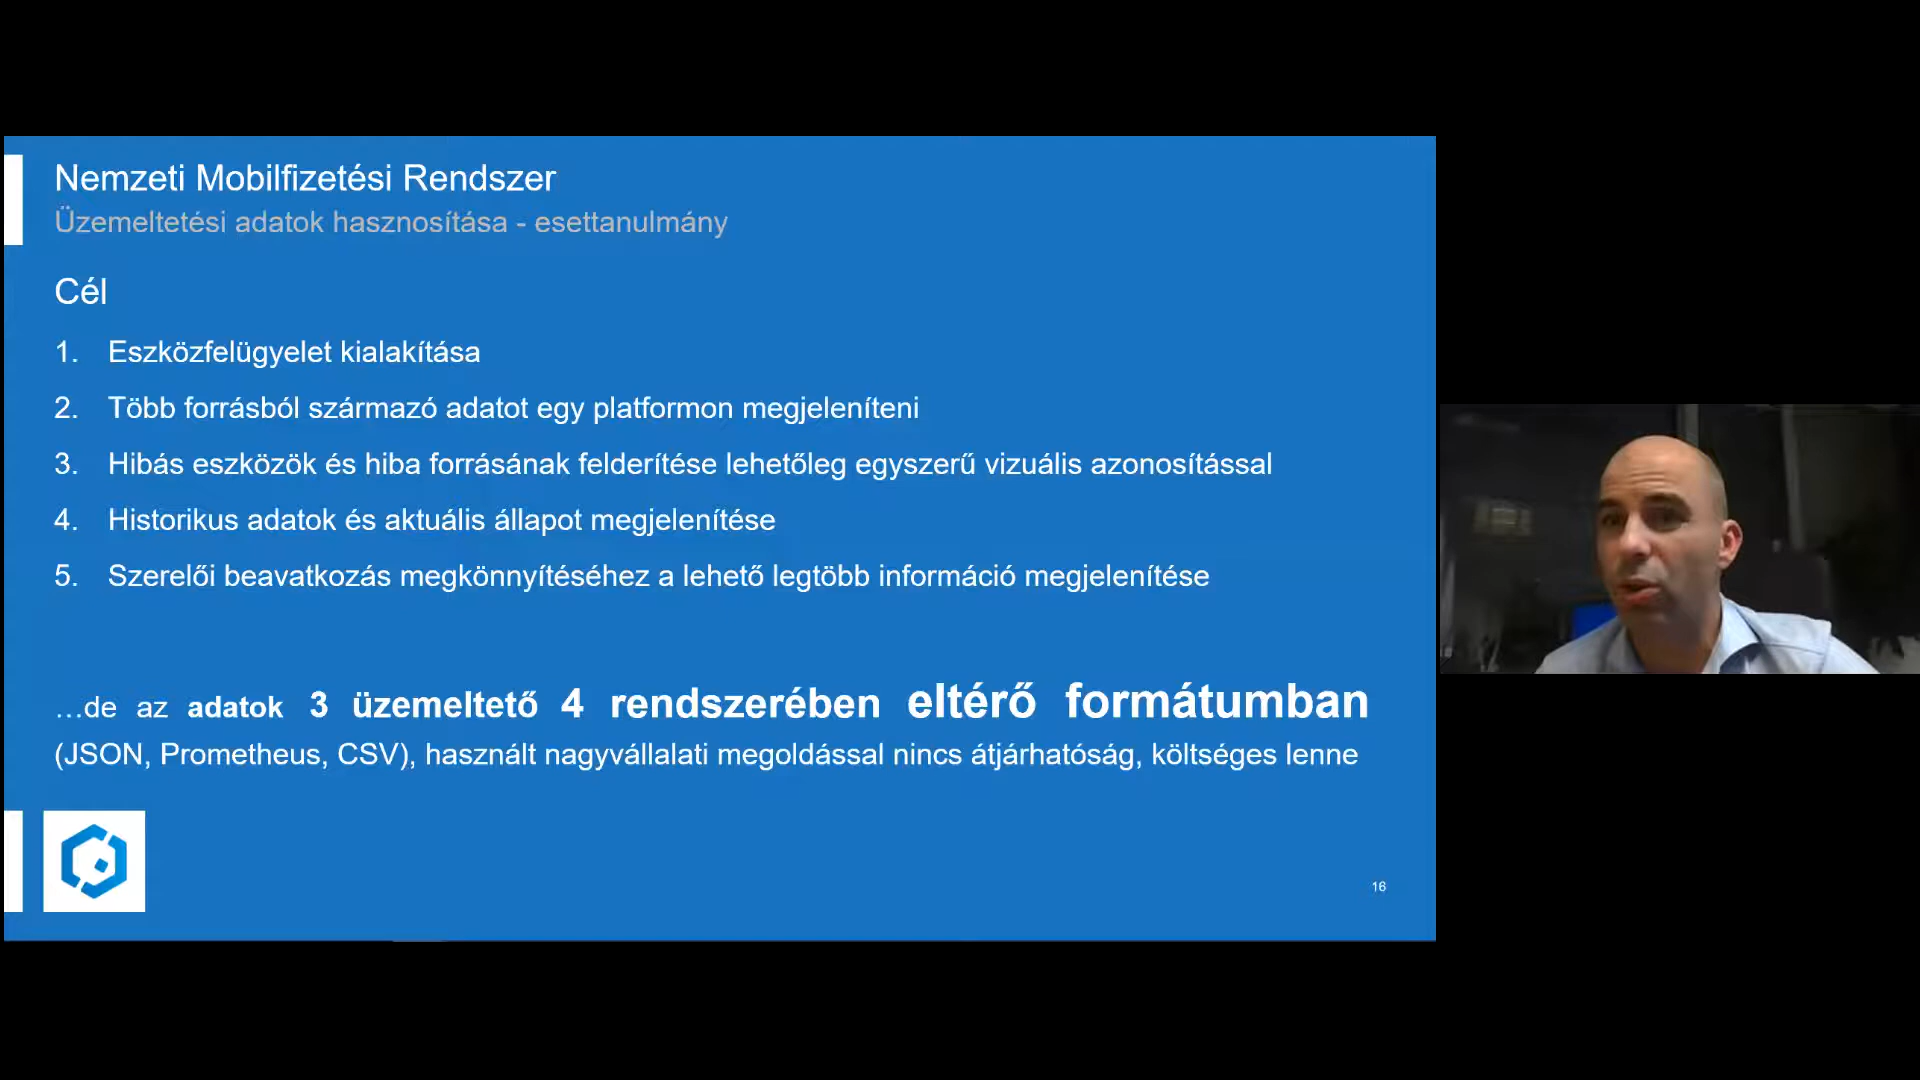 Nemzeti Mobilfizetési Rendszer
Üzemeltetési adatok hasznosítása - esettanulmány
Cél
1. Eszközfelügyelet kialakítása
2. Több forrásból származó adatot egy platformon megjeleníteni
3. Hibás eszközök és hiba forrásának felderítése lehetőleg egyszerű vizuális azonosítással
4. Historikus adatok és aktuális állapot megjelenítése
5. Szerelői beavatkozás megkönnyítéséhez a lehető legtöbb információ megjelenítése
…de az adatok 3 üzemeltető 4 rendszerében eltérő formátumban
(JSON, Prometheus, CSV), használt nagyvállalati megoldással nincs átjárhatóság, költséges lenne
16